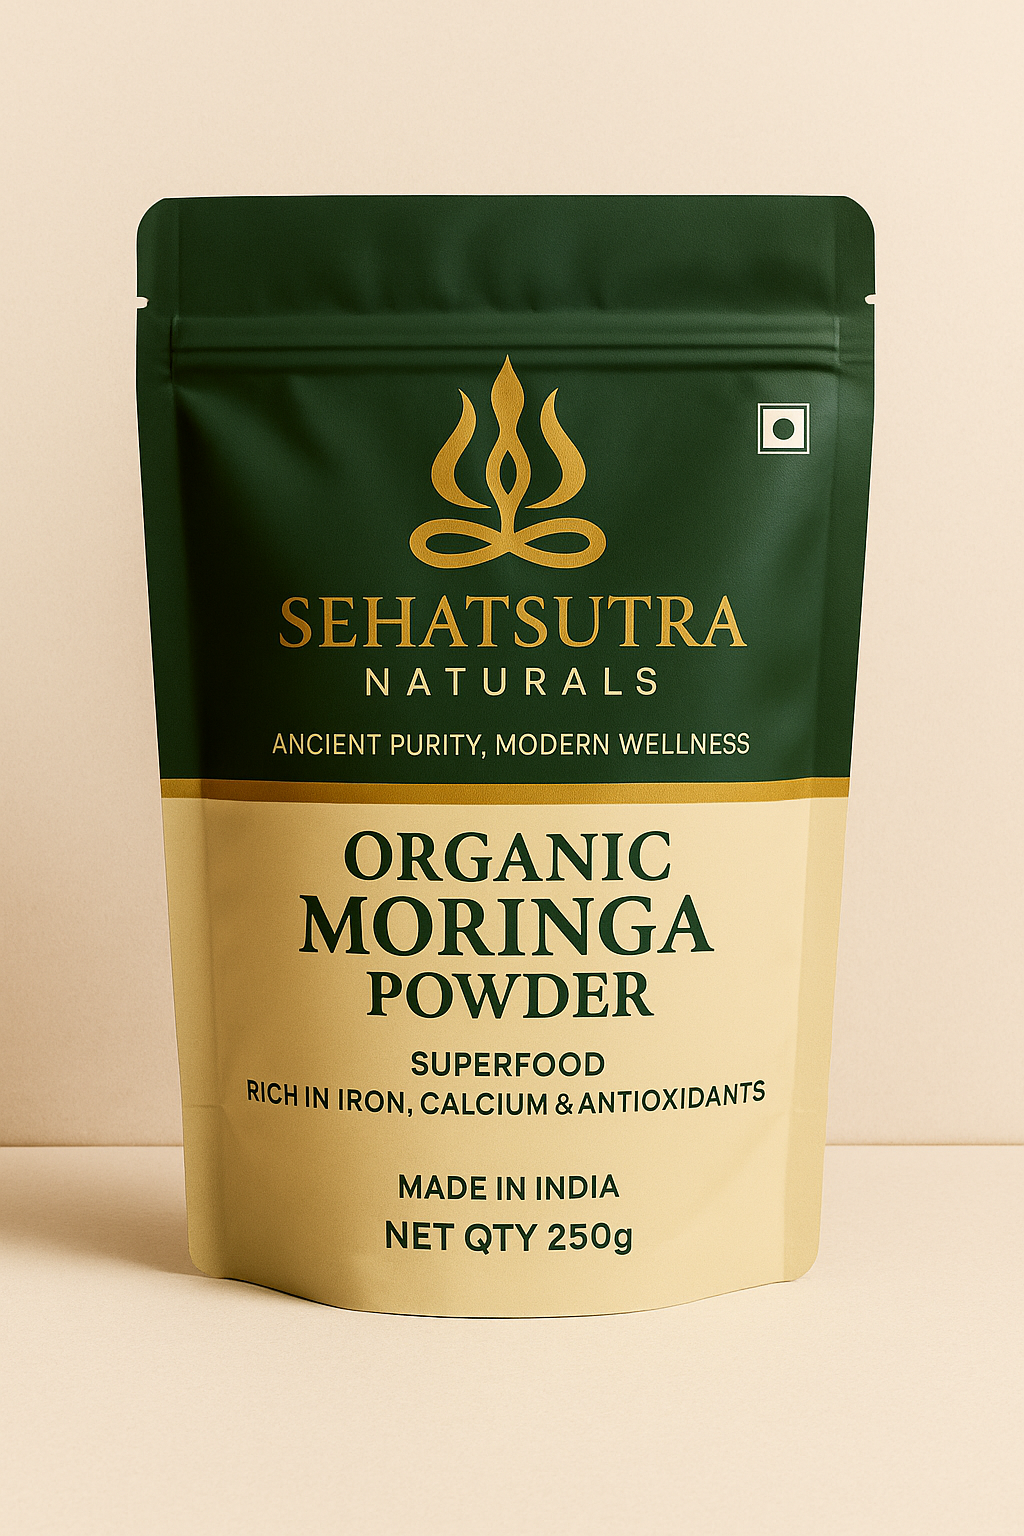 SEHATSUTRA
NATURALS
ANCIENT PURITY, MODERN WELLNESS
ORGANIC
MORINGA
POWDER
SUPERFOOD
RICH IN IRON, CALCIUM & ANTIOXIDANTS
MADE IN INDIA
NET QTY 250g